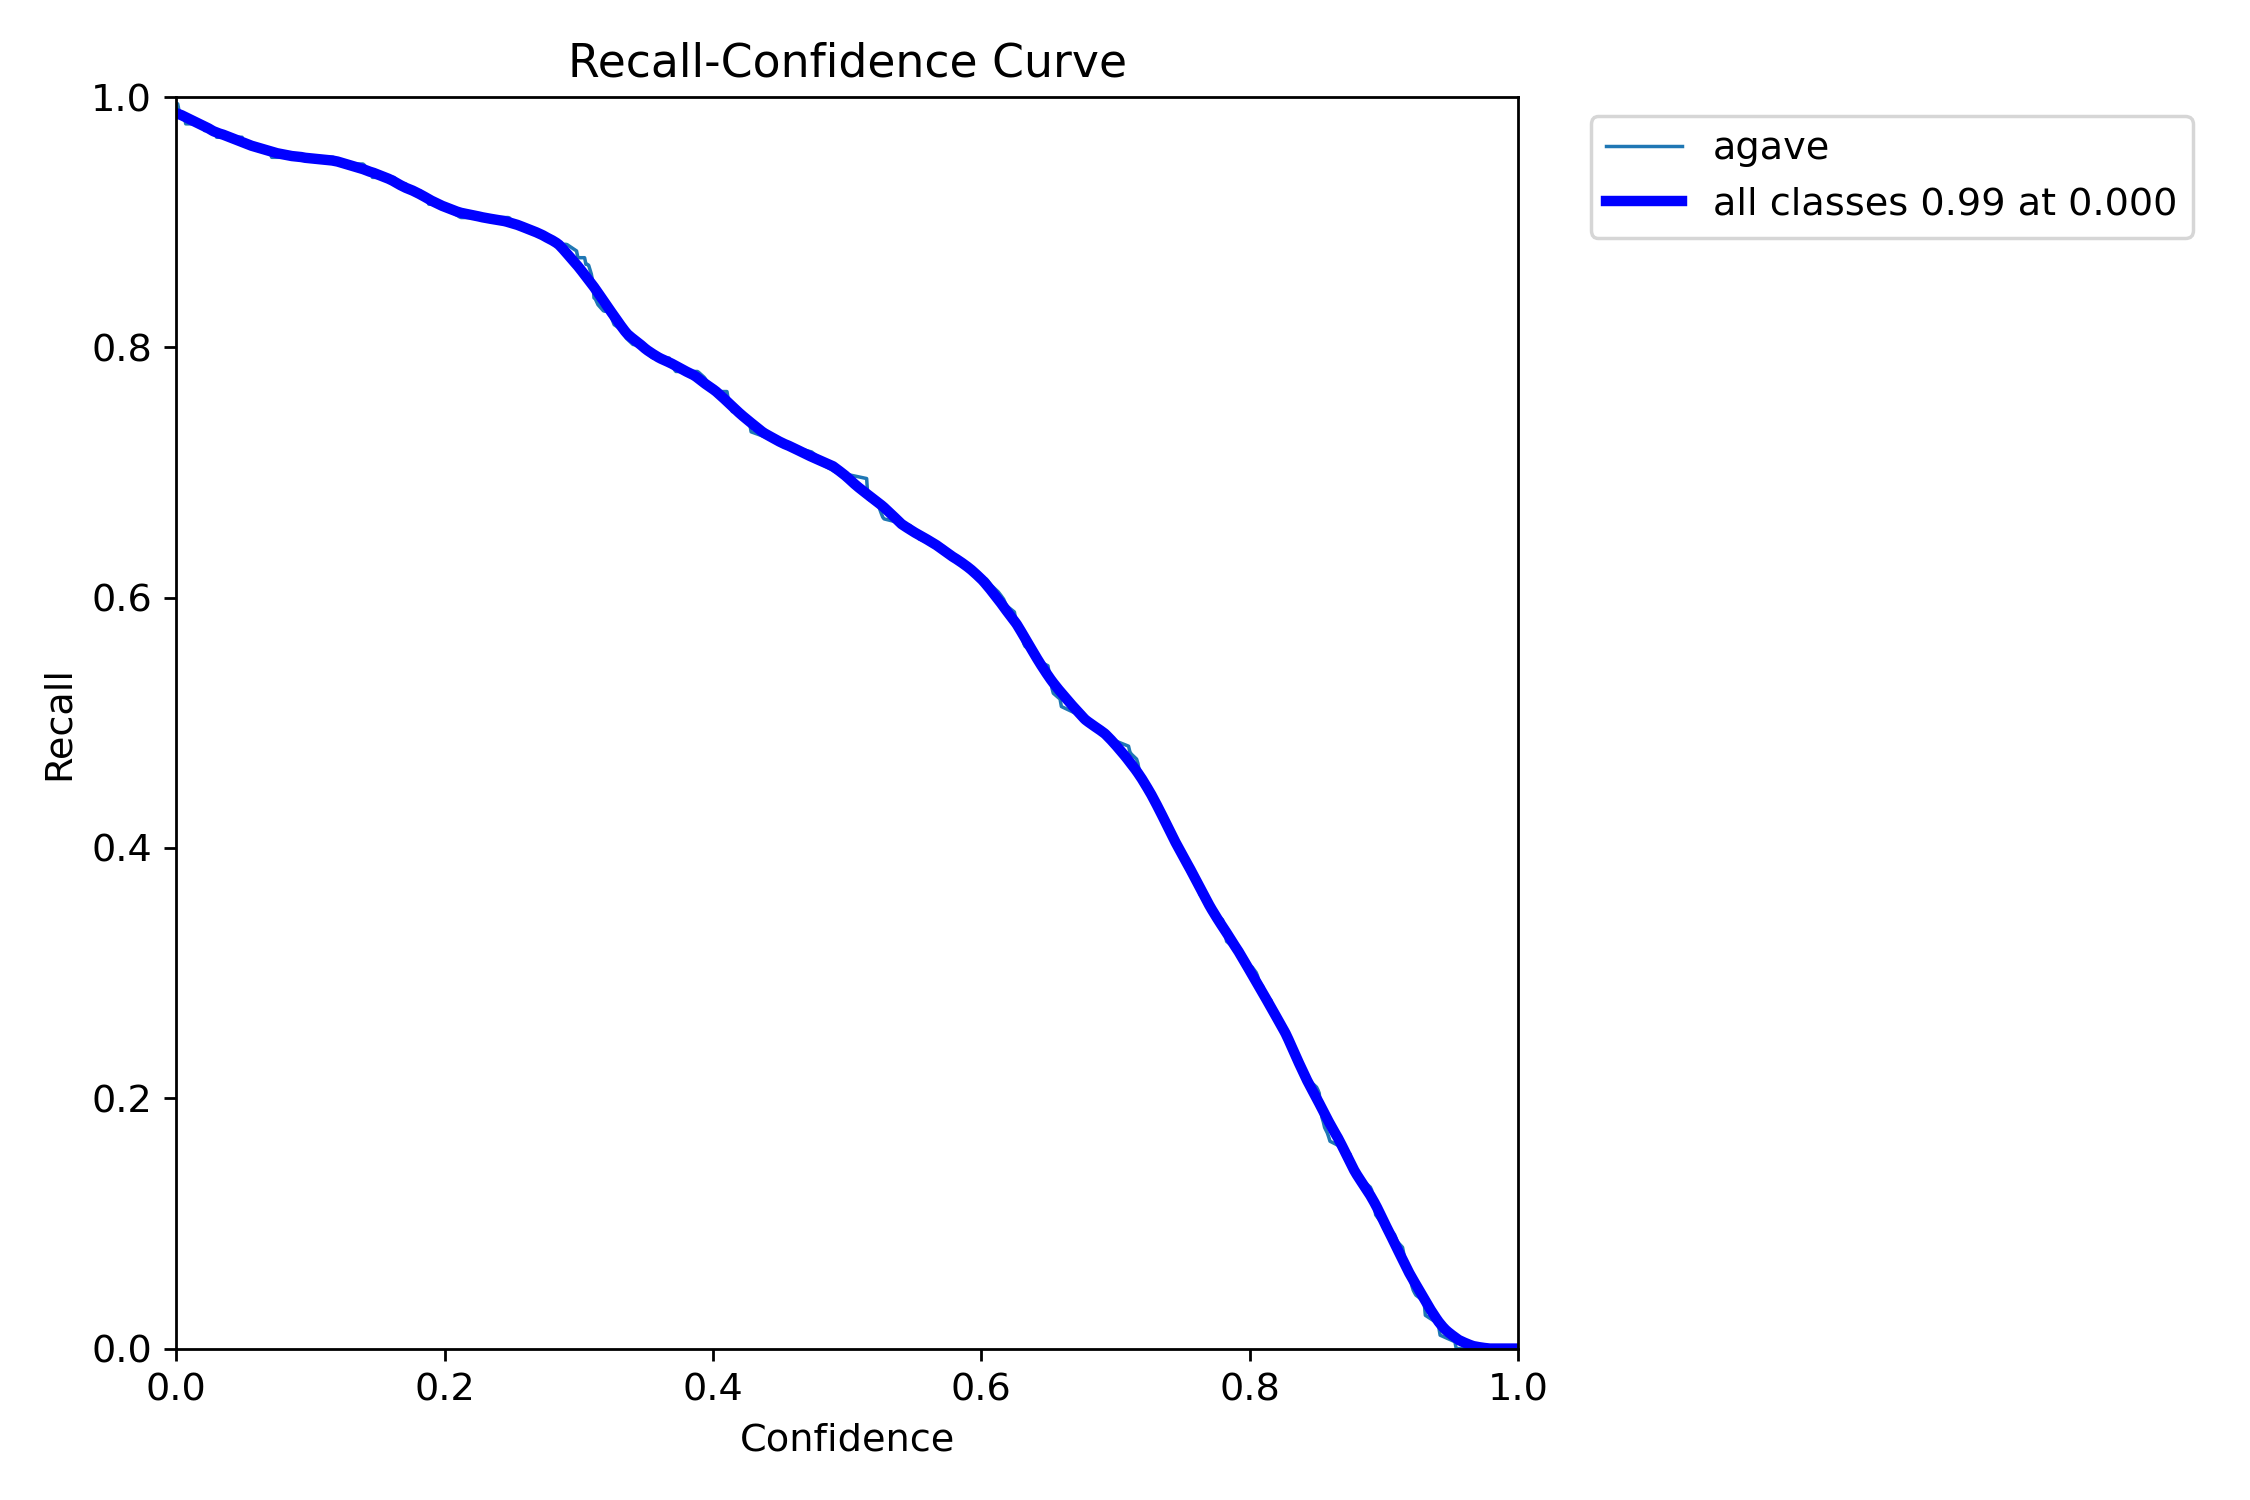 Recall-Confidence Curve
1.0
0.8
0.6
0.4
0.2
0.0
Recall
0.0 0.2 0.4 0.6 0.8 1.0
Confidence
agave
all classes 0.99 at 0.000